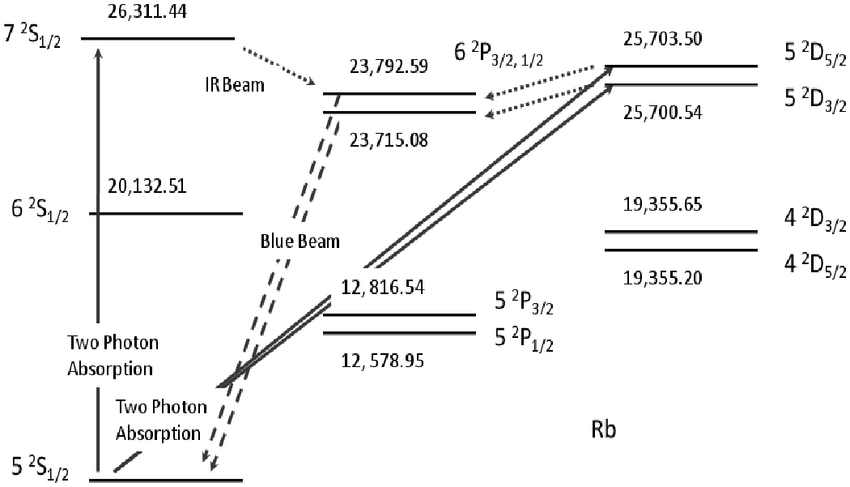 26,311.44
7 ²S₁/₂
IR Beam
23,792.59
6 ²P₃/₂, ₁/₂
25,703.50
5 ²D₅/₂
5 ²D₃/₂
23,715.08
25,700.54
20,132.51
6 ²S₁/₂
Blue Beam
19,355.65
4 ²D₃/₂
4 ²D₅/₂
19,355.20
12,816.54
5 ²P₃/₂
5 ²P₁/₂
12,578.95
Two Photon
Absorption
Two Photon
Absorption
Rb
5 ²S₁/₂